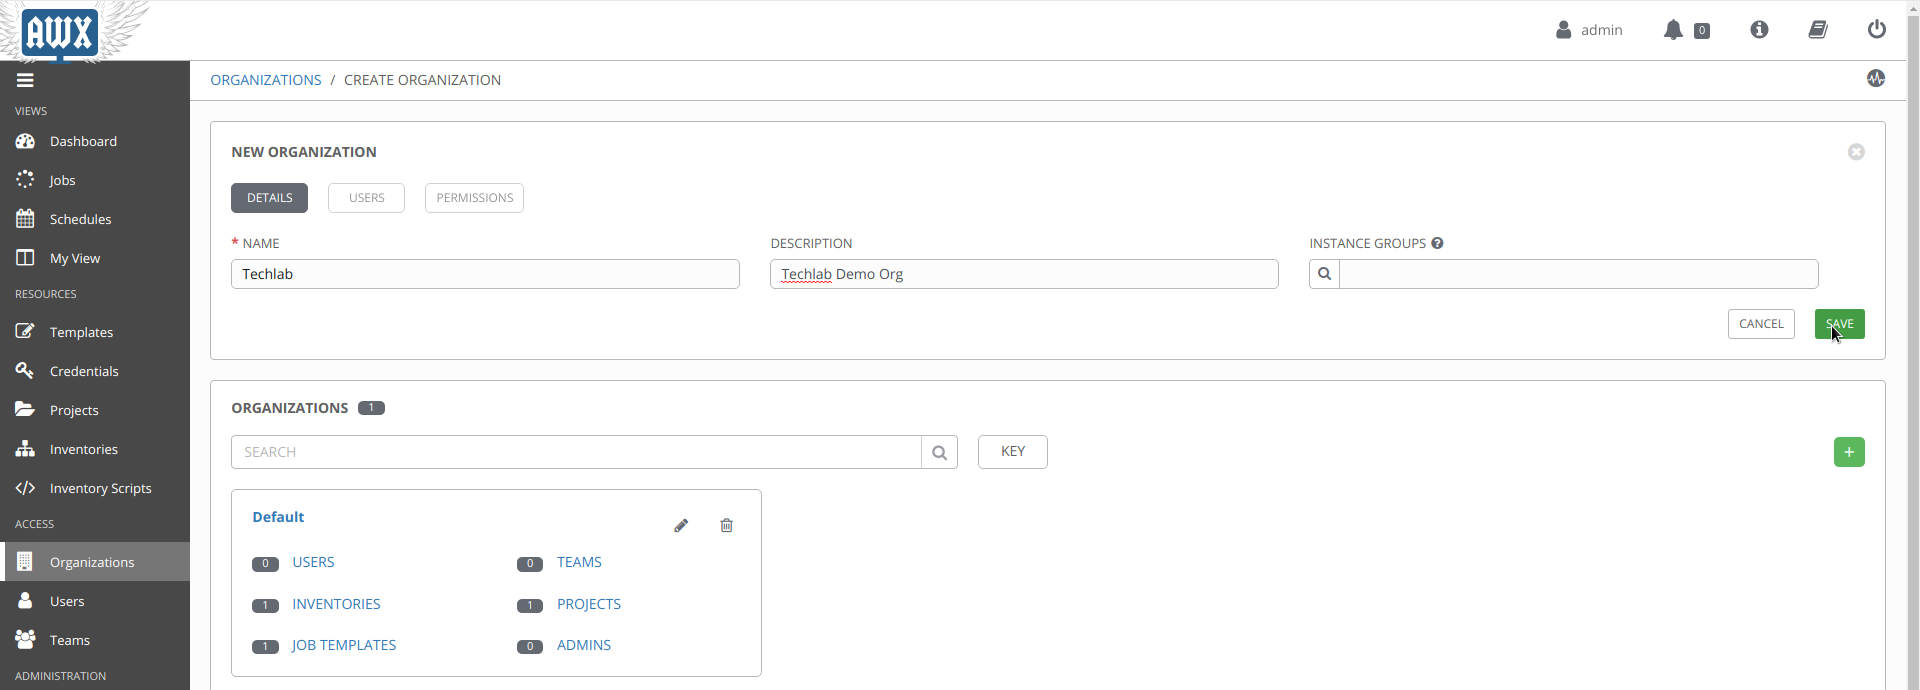 AWX
admin
0
ORGANIZATIONS / CREATE ORGANIZATION
VIEWS
Dashboard
Jobs
Schedules
My View
RESOURCES
Templates
Credentials
Projects
Inventories
Inventory Scripts
ACCESS
Organizations
Users
Teams
ADMINISTRATION
NEW ORGANIZATION
DETAILS USERS PERMISSIONS
* NAME DESCRIPTION INSTANCE GROUPS ?
Techlab Techlab Demo Org
CANCEL SAVE
ORGANIZATIONS 1
SEARCH KEY +
Default
0 USERS 0 TEAMS
1 INVENTORIES 1 PROJECTS
1 JOB TEMPLATES 0 ADMINS